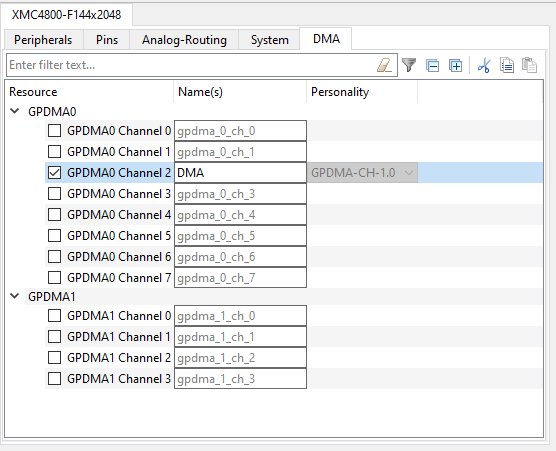 XMC4800-F144x2048
Peripherals Pins Analog-Routing System DMA
Enter filter text...
Resource Name(s) Personality
GPDMA0
GPDMA0 Channel 0 gpdma_0_ch_0
GPDMA0 Channel 1 gpdma_0_ch_1
GPDMA0 Channel 2 DMA GPDMA-CH-1.0
GPDMA0 Channel 3 gpdma_0_ch_3
GPDMA0 Channel 4 gpdma_0_ch_4
GPDMA0 Channel 5 gpdma_0_ch_5
GPDMA0 Channel 6 gpdma_0_ch_6
GPDMA0 Channel 7 gpdma_0_ch_7
GPDMA1
GPDMA1 Channel 0 gpdma_1_ch_0
GPDMA1 Channel 1 gpdma_1_ch_1
GPDMA1 Channel 2 gpdma_1_ch_2
GPDMA1 Channel 3 gpdma_1_ch_3